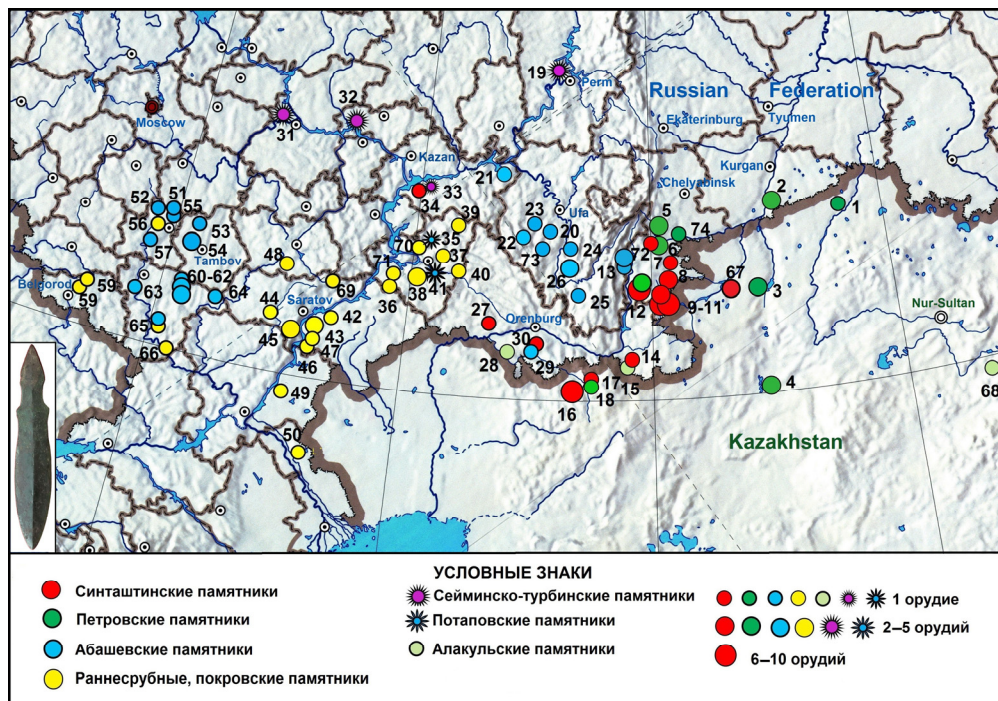 19
Perm
Russian Federation
32
31
Moscow
Ekaterinburg
Tyumen
Kazan
Kurgan
21
33
Chelyabinsk
34
2
1
52
51
55
39
23
Ufa
20
5
74
56
53
70
35
22
24
6
57
54
37
73
72
7
Tambov
48
71
40
13
8
67
60-62
69
36
38
41
26
Belgorod
59
59
63
64
44
Saratov
25
12
9-11
3
Nur-Sultan
42
27
Orenburg
65
45
43
30
47
66
46
28
29
14
15
17
68
49
16
18
4
50
Kazakhstan
УСЛОВНЫЕ ЗНАКИ
Синташтинские памятники
Петровские памятники
Абашевские памятники
Раннесрубные, покровские памятники
Сейминско-турбинские памятники
Потаповские памятники
Алакульские памятники
1 орудие
2–5 орудий
6–10 орудий